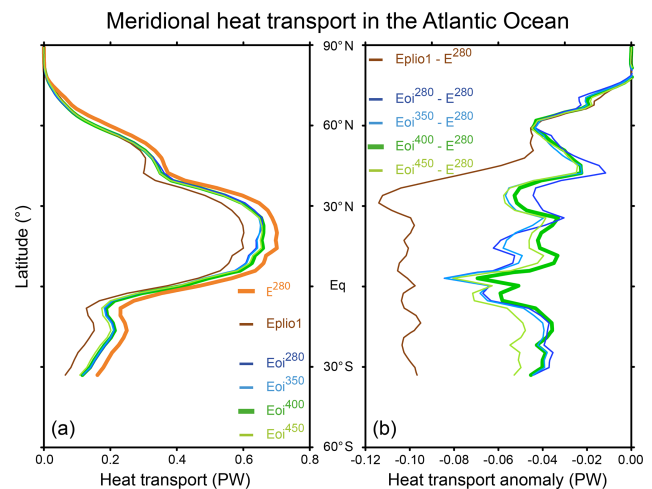 Meridional heat transport in the Atlantic Ocean
90°N
60°N
30°N
Eq
30°S
60°S
Latitude (°)
E²⁸⁰
Eplio1
Eoi²⁸⁰
Eoi³⁵⁰
Eoi⁴⁰⁰
Eoi⁴⁵⁰
(a)
0.0 0.2 0.4 0.6 0.8
Heat transport (PW)
Eplio1 - E²⁸⁰
Eoi²⁸⁰ - E²⁸⁰
Eoi³⁵⁰ - E²⁸⁰
Eoi⁴⁰⁰ - E²⁸⁰
Eoi⁴⁵⁰ - E²⁸⁰
(b)
-0.12 -0.10 -0.08 -0.06 -0.04 -0.02 0.00
Heat transport anomaly (PW)